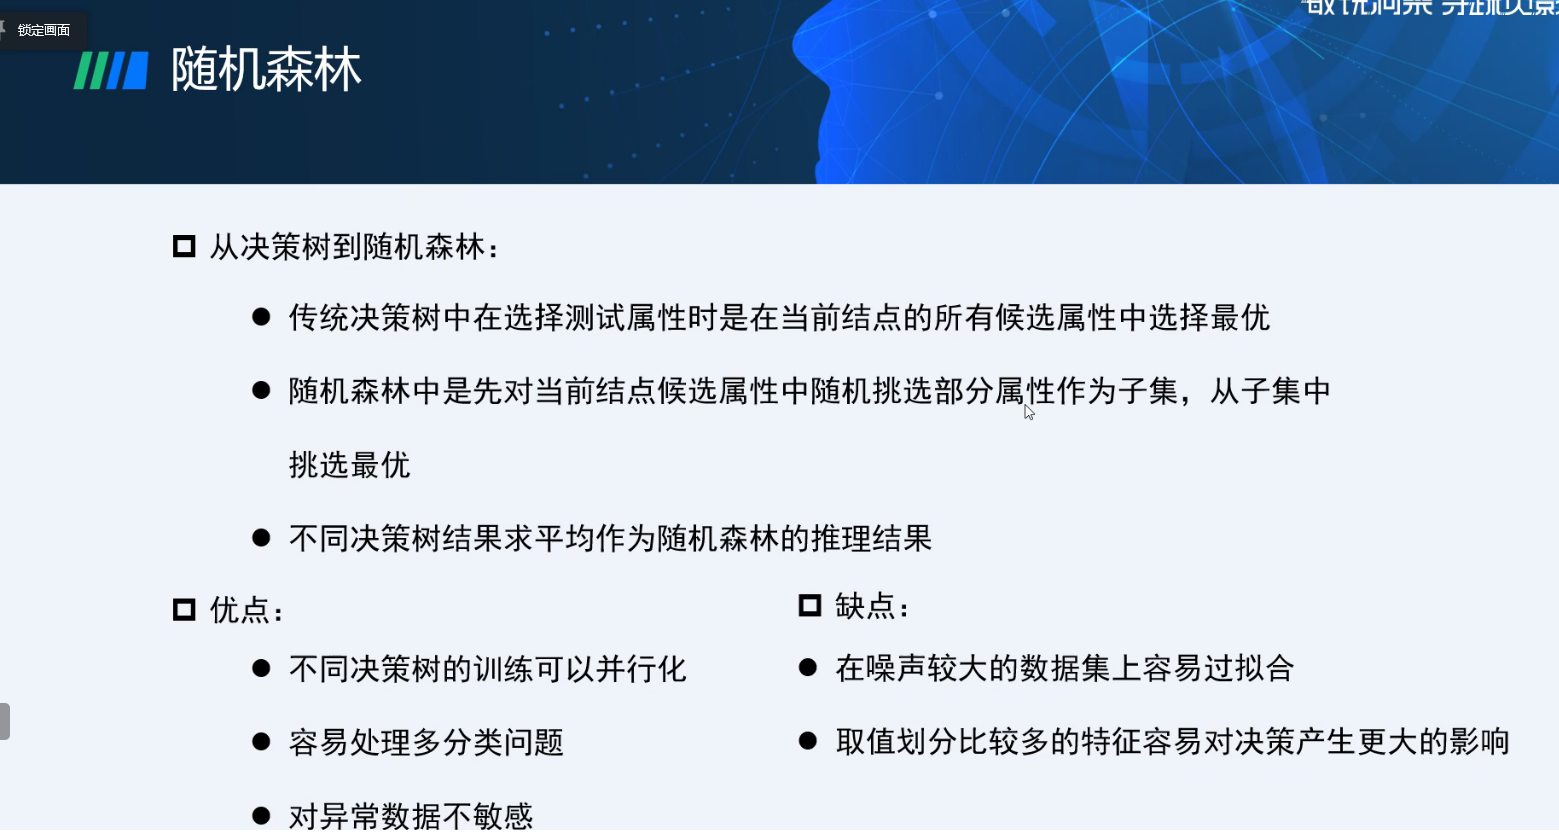 锁定画面
随机森林
从决策树到随机森林：
传统决策树中在选择测试属性时是在当前结点的所有候选属性中选择最优
随机森林中是先对当前结点候选属性中随机挑选部分属性作为子集，从子集中
挑选最优
不同决策树结果求平均作为随机森林的推理结果
优点：
不同决策树的训练可以并行化
容易处理多分类问题
对异常数据不敏感
缺点：
在噪声较大的数据集上容易过拟合
取值划分比较多的特征容易对决策产生更大的影响